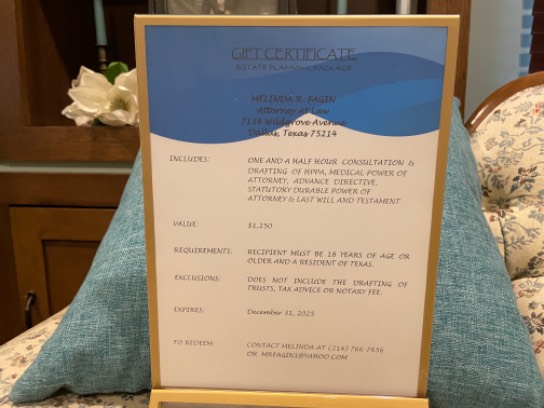 GIFT CERTIFICATE
ESTATE PLANNING PACKAGE
MELINDA R. FAGIN
Attorney At Law
7138 Wildgrove Avenue
Dallas, Texas 75214
INCLUDES: ONE AND A HALF HOUR CONSULTATION &
DRAFTING OF HPPA, MEDICAL POWER OF
ATTORNEY, ADVANCE DIRECTIVE,
STATUTORY DURABLE POWER OF
ATTORNEY & LAST WILL AND TESTAMENT
VALUE: $1,250
REQUIREMENTS: RECIPIENT MUST BE 18 YEARS OF AGE OR
OLDER AND A RESIDENT OF TEXAS.
EXCLUSIONS: DOES NOT INCLUDE THE DRAFTING OF
TRUSTS, TAX ADVICE OR NOTARY FEE.
EXPIRES: December 31, 2025
TO REDEEM: CONTACT MELINDA AT (214) 766-7636
OR MRFAGIN1@YAHOO.COM